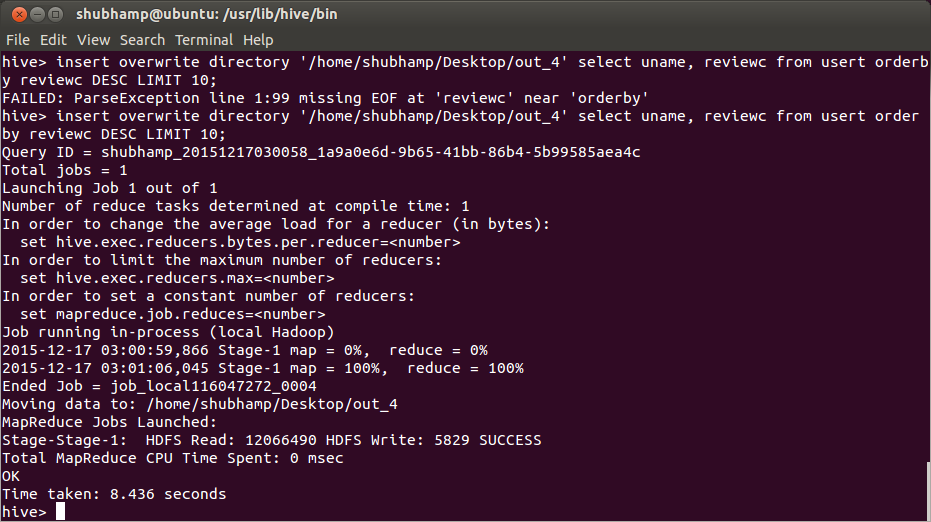 shubhamp@ubuntu: /usr/lib/hive/bin
File Edit View Search Terminal Help
hive> insert overwrite directory '/home/shubhamp/Desktop/out_4' select uname, reviewc from usert orderb
y reviewc DESC LIMIT 10;
FAILED: ParseException line 1:99 missing EOF at 'reviewc' near 'orderby'
hive> insert overwrite directory '/home/shubhamp/Desktop/out_4' select uname, reviewc from usert order
by reviewc DESC LIMIT 10;
Query ID = shubhamp_20151217030058_1a9a0e6d-9b65-41bb-86b4-5b99585aea4c
Total jobs = 1
Launching Job 1 out of 1
Number of reduce tasks determined at compile time: 1
In order to change the average load for a reducer (in bytes):
  set hive.exec.reducers.bytes.per.reducer=<number>
In order to limit the maximum number of reducers:
  set hive.exec.reducers.max=<number>
In order to set a constant number of reducers:
  set mapreduce.job.reduces=<number>
Job running in-process (local Hadoop)
2015-12-17 03:00:59,866 Stage-1 map = 0%,  reduce = 0%
2015-12-17 03:01:06,045 Stage-1 map = 100%,  reduce = 100%
Ended Job = job_local116047272_0004
Moving data to: /home/shubhamp/Desktop/out_4
MapReduce Jobs Launched:
Stage-Stage-1:  HDFS Read: 12066490 HDFS Write: 5829 SUCCESS
Total MapReduce CPU Time Spent: 0 msec
OK
Time taken: 8.436 seconds
hive>